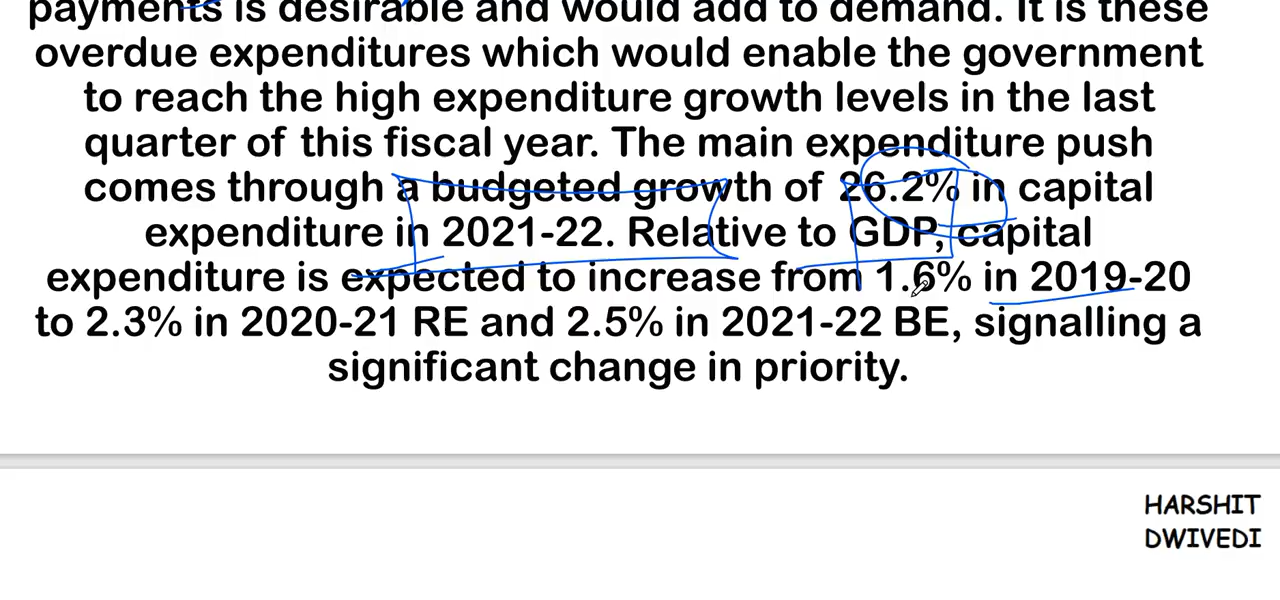 payments is desirable and would add to demand. It is these
overdue expenditures which would enable the government
to reach the high expenditure growth levels in the last
quarter of this fiscal year. The main expenditure push
comes through a budgeted growth of 26.2% in capital
expenditure in 2021-22. Relative to GDP, capital
expenditure is expected to increase from 1.6% in 2019-20
to 2.3% in 2020-21 RE and 2.5% in 2021-22 BE, signalling a
significant change in priority.
HARSHIT
DWIVEDI